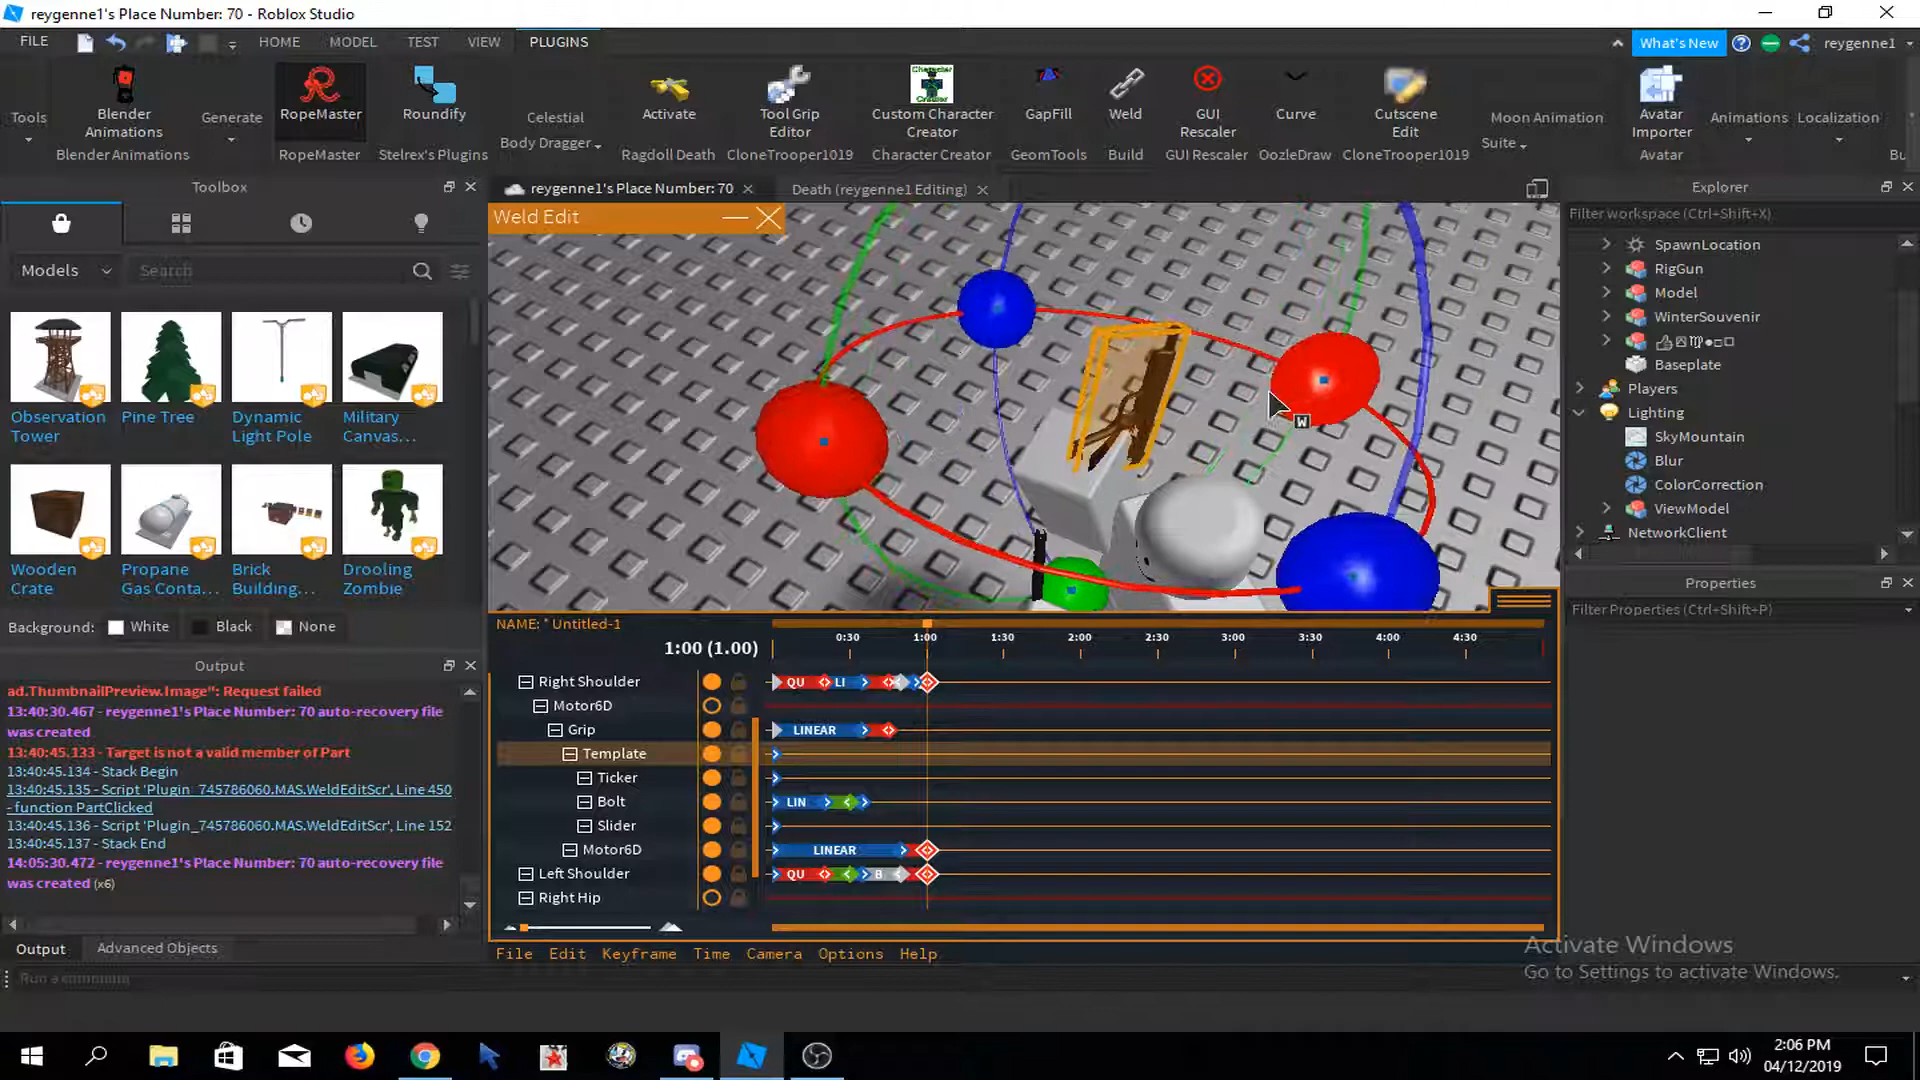 reygenne1's Place Number: 70 - Roblox Studio
FILE HOME MODEL TEST VIEW PLUGINS What's New reygenne1
Tools
Blender
Animations
Blender Animations
Generate
RopeMaster
RopeMaster
Roundify
Stelrex's Plugins
Celestial
Body Dragger
Activate
Ragdoll Death
Tool Grip
Editor
CloneTrooper1019
Character
Creator
Custom Character
Creator
Character Creator
GapFill
GeomTools
Weld
Build
GUI
Rescaler
GUI Rescaler
Curve
OozleDraw
Cutscene
Edit
CloneTrooper1019
Moon Animation
Suite
Avatar
Importer
Avatar
Animations
Localization
Bu
Toolbox
reygenne1's Place Number: 70
Death (reygenne1 Editing)
Explorer
Models
Search
Observation
Tower
Pine Tree
Dynamic
Light Pole
Military
Canvas...
Wooden
Crate
Propane
Gas Conta...
Brick
Building...
Drooling
Zombie
Background: White Black None
Output
ad.ThumbnailPreview.Image": Request failed
13:40:30.467 - reygenne1's Place Number: 70 auto-recovery file
was created
13:40:45.133 - Target is not a valid member of Part
13:40:45.134 - Stack Begin
13:40:45.135 - Script 'Plugin_745786060.MAS.WeldEditScr', Line 450
- function PartClicked
13:40:45.136 - Script 'Plugin_745786060.MAS.WeldEditScr', Line 152
13:40:45.137 - Stack End
14:05:30.472 - reygenne1's Place Number: 70 auto-recovery file
was created (x6)
Output Advanced Objects
Run a command
Weld Edit
W
NAME: * Untitled-1
1:00 (1.00)
0:30 1:00 1:30 2:00 2:30 3:00 3:30 4:00 4:30
Right Shoulder QU LI
Motor6D
Grip LINEAR
Template
Ticker
Bolt LIN
Slider
Motor6D LINEAR
Left Shoulder QU B
Right Hip
File Edit Keyframe Time Camera Options Help
Filter workspace (Ctrl+Shift+X)
SpawnLocation
RigGun
Model
WinterSouvenir
Baseplate
Players
Lighting
SkyMountain
Blur
ColorCorrection
ViewModel
NetworkClient
Properties
Filter Properties (Ctrl+Shift+P)
Activate Windows
Go to Settings to activate Windows.
2:06 PM
04/12/2019